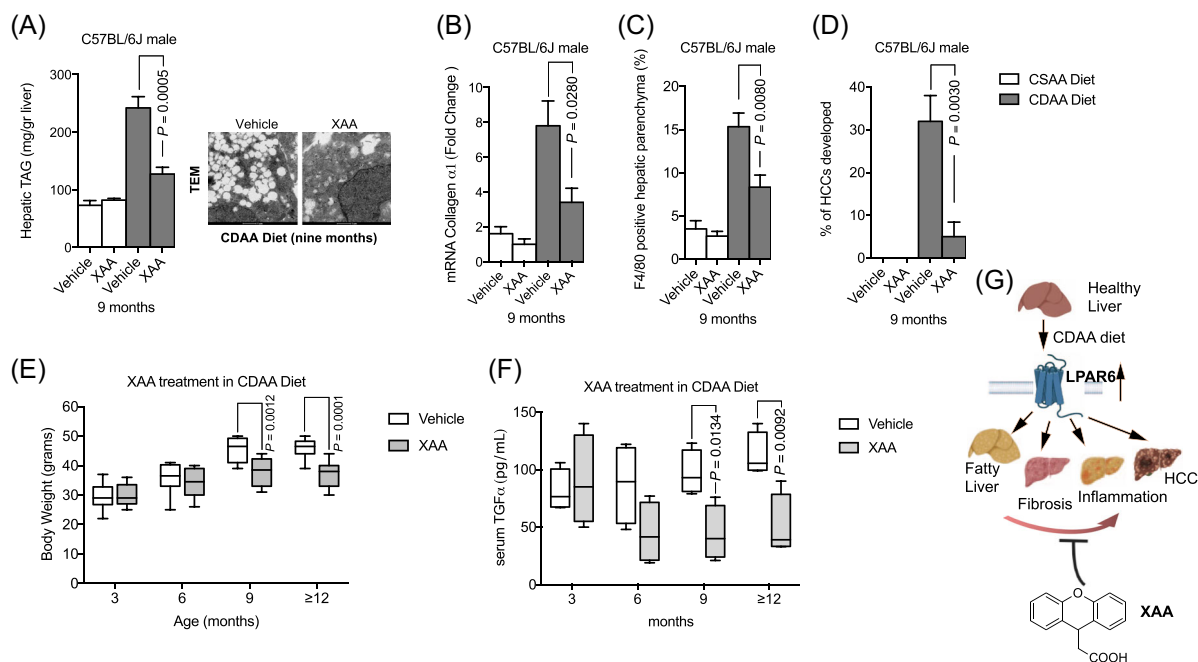 (A)
C57BL/6J male
Hepatic TAG (mg/gr liver)
300
250
200
150
100
50
0
P = 0.0005
Vehicle
XAA
Vehicle
XAA
9 months
Vehicle
XAA
TEM
CDAA Diet (nine months)
(B)
C57BL/6J male
mRNA Collagen α1 (Fold Change )
10
8
6
4
2
0
P = 0.0280
Vehicle
XAA
Vehicle
XAA
9 months
(C)
C57BL/6J male
F4/80 positive hepatic parenchyma (%)
20
15
10
5
0
P = 0.0080
Vehicle
XAA
Vehicle
XAA
9 months
(D)
C57BL/6J male
% of HCCs developed
40
30
20
10
0
P = 0.0030
Vehicle
XAA
Vehicle
XAA
9 months
CSAA Diet
CDAA Diet
(E)
XAA treatment in CDAA Diet
Body Weight (grams)
60
50
40
30
20
10
0
P = 0.0012
P = 0.0001
3
6
9
≥12
Age (months)
Vehicle
XAA
(F)
XAA treatment in CDAA Diet
serum TGFα (pg/mL)
150
100
50
0
P = 0.0134
P = 0.0092
3
6
9
≥12
months
Vehicle
XAA
(G)
Healthy
Liver
CDAA diet
LPAR6
Fatty
Liver
Fibrosis
Inflammation
HCC
O
COOH
XAA